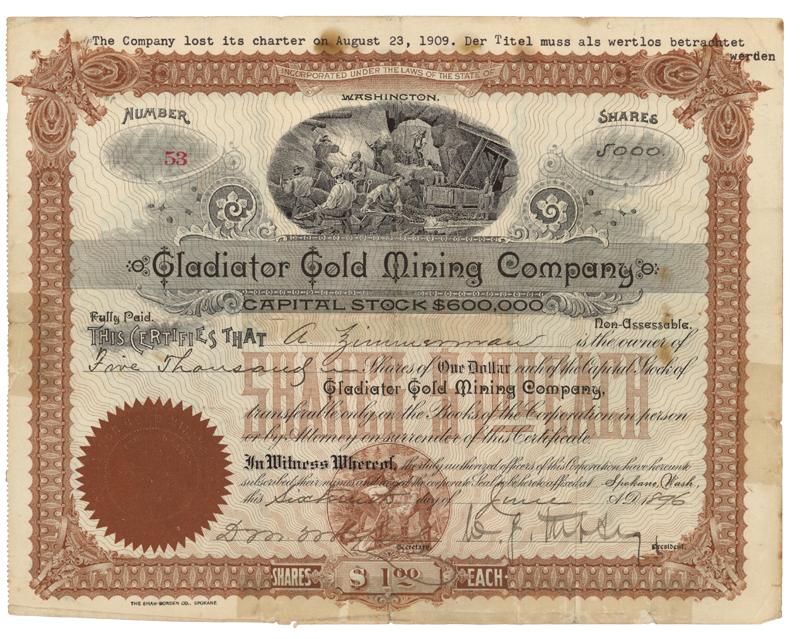 The Company lost its charter on August 23, 1909. Der Titel muss als wertlos betrachtet
werden
INCORPORATED UNDER THE LAWS OF THE STATE OF
WASHINGTON.
NUMBER
SHARES
53
5000.
Gladiator Gold Mining Company
CAPITAL STOCK $600,000
Fully Paid.
Non-Assessable.
THIS CERTIFIES THAT A Zimmerman is the owner of
Five Thousand Shares of One Dollar each of the Capital Stock of
Gladiator Gold Mining Company,
transferable only on the Books of the Corporation in person
or by Attorney on surrender of this Certificate.
In Witness Whereof, the duly authorized officers of this Corporation have hereunto
subscribed their names and caused the corporate Seal to be hereto affixed at Spokane, Wash,
this Sixteenth day of June A.D. 1896
Secretary.
President.
SHARES $1.00 EACH
THE SHAW-BORDEN CO., SPOKANE